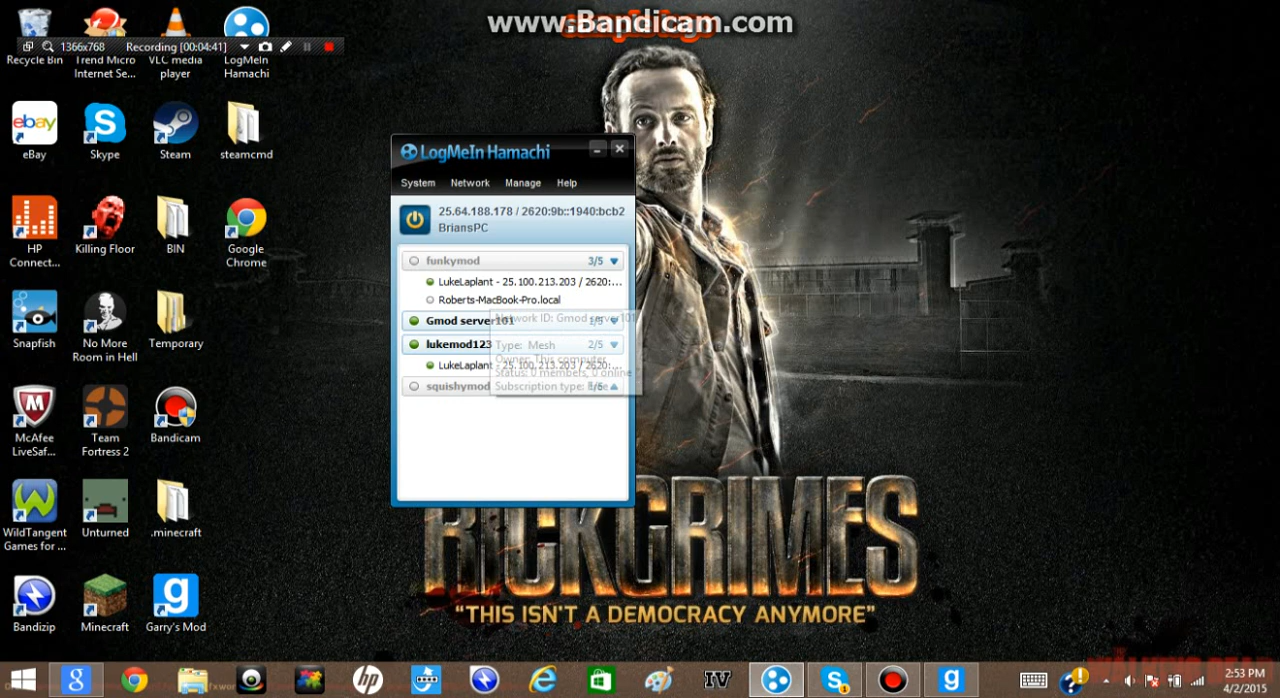 www.Bandicam.com
1366x768 Recording [00:04:41]
Recycle Bin
Trend Micro
Internet Se...
VLC media
player
LogMeIn
Hamachi
ebay
eBay
Skype
Steam
steamcmd
HP
Connect...
Killing Floor
BIN
Google
Chrome
Snapfish
No More
Room in Hell
Temporary
McAfee
LiveSaf...
Team
Fortress 2
Bandicam
WildTangent
Games for ...
Unturned
.minecraft
Bandizip
Minecraft
Garry's Mod
LogMeIn Hamachi
System Network Manage Help
25.64.188.178 / 2620:9b::1940:bcb2
BriansPC
funkymod 3/5
LukeLaplant - 25.100.213.203 / 2620:...
Roberts-MacBook-Pro.local
Gmod server101 1/5
Network ID: Gmod server101
lukemod123 2/5
Type: Mesh
Owner: This computer
LukeLaplant - 25.100.213.203 / 2620:...
Status: 0 members, 0 online
squishymod
Subscription type: Free
RICK GRIMES
“THIS ISN'T A DEMOCRACY ANYMORE”
hp
IV
2:53 PM
4/2/2015